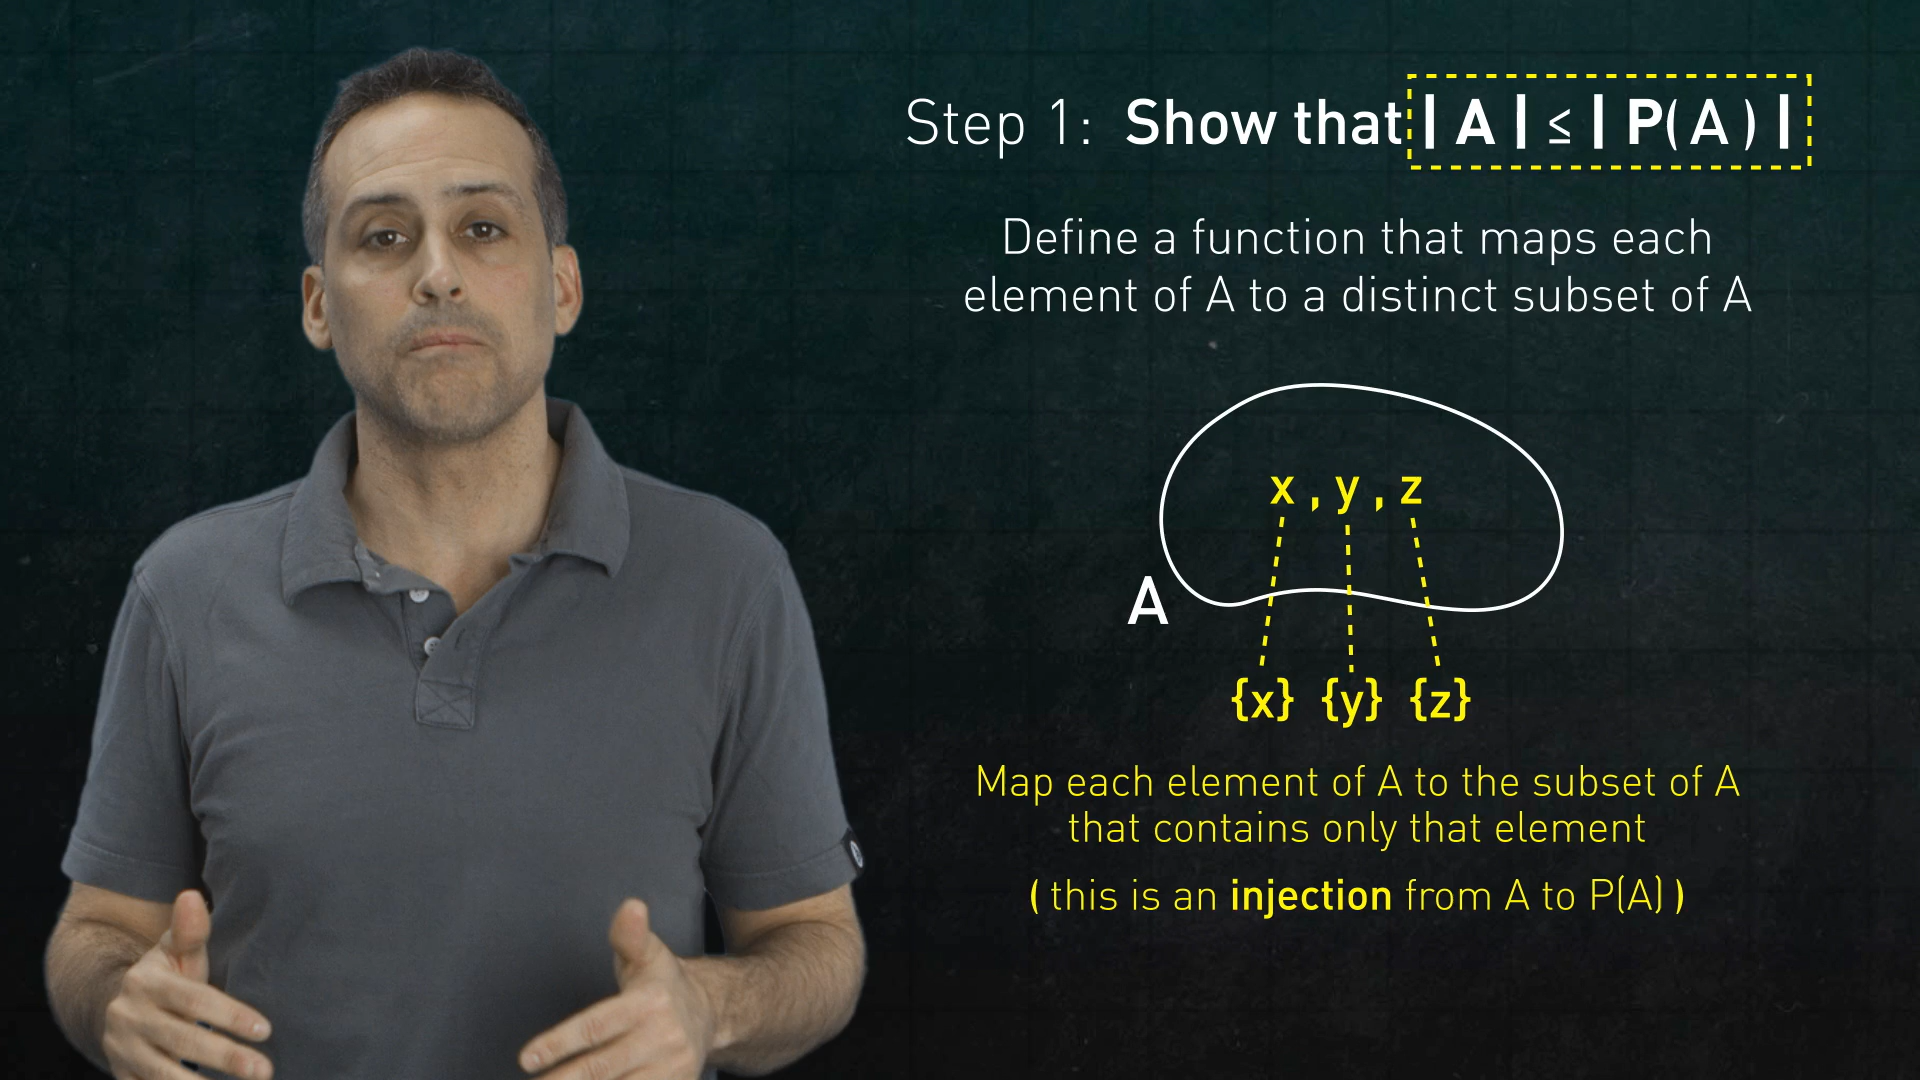 Step 1: Show that | A | ≤ | P( A ) |
Define a function that maps each
element of A to a distinct subset of A
x , y , z
A
{x} {y} {z}
Map each element of A to the subset of A
that contains only that element
( this is an injection from A to P(A) )